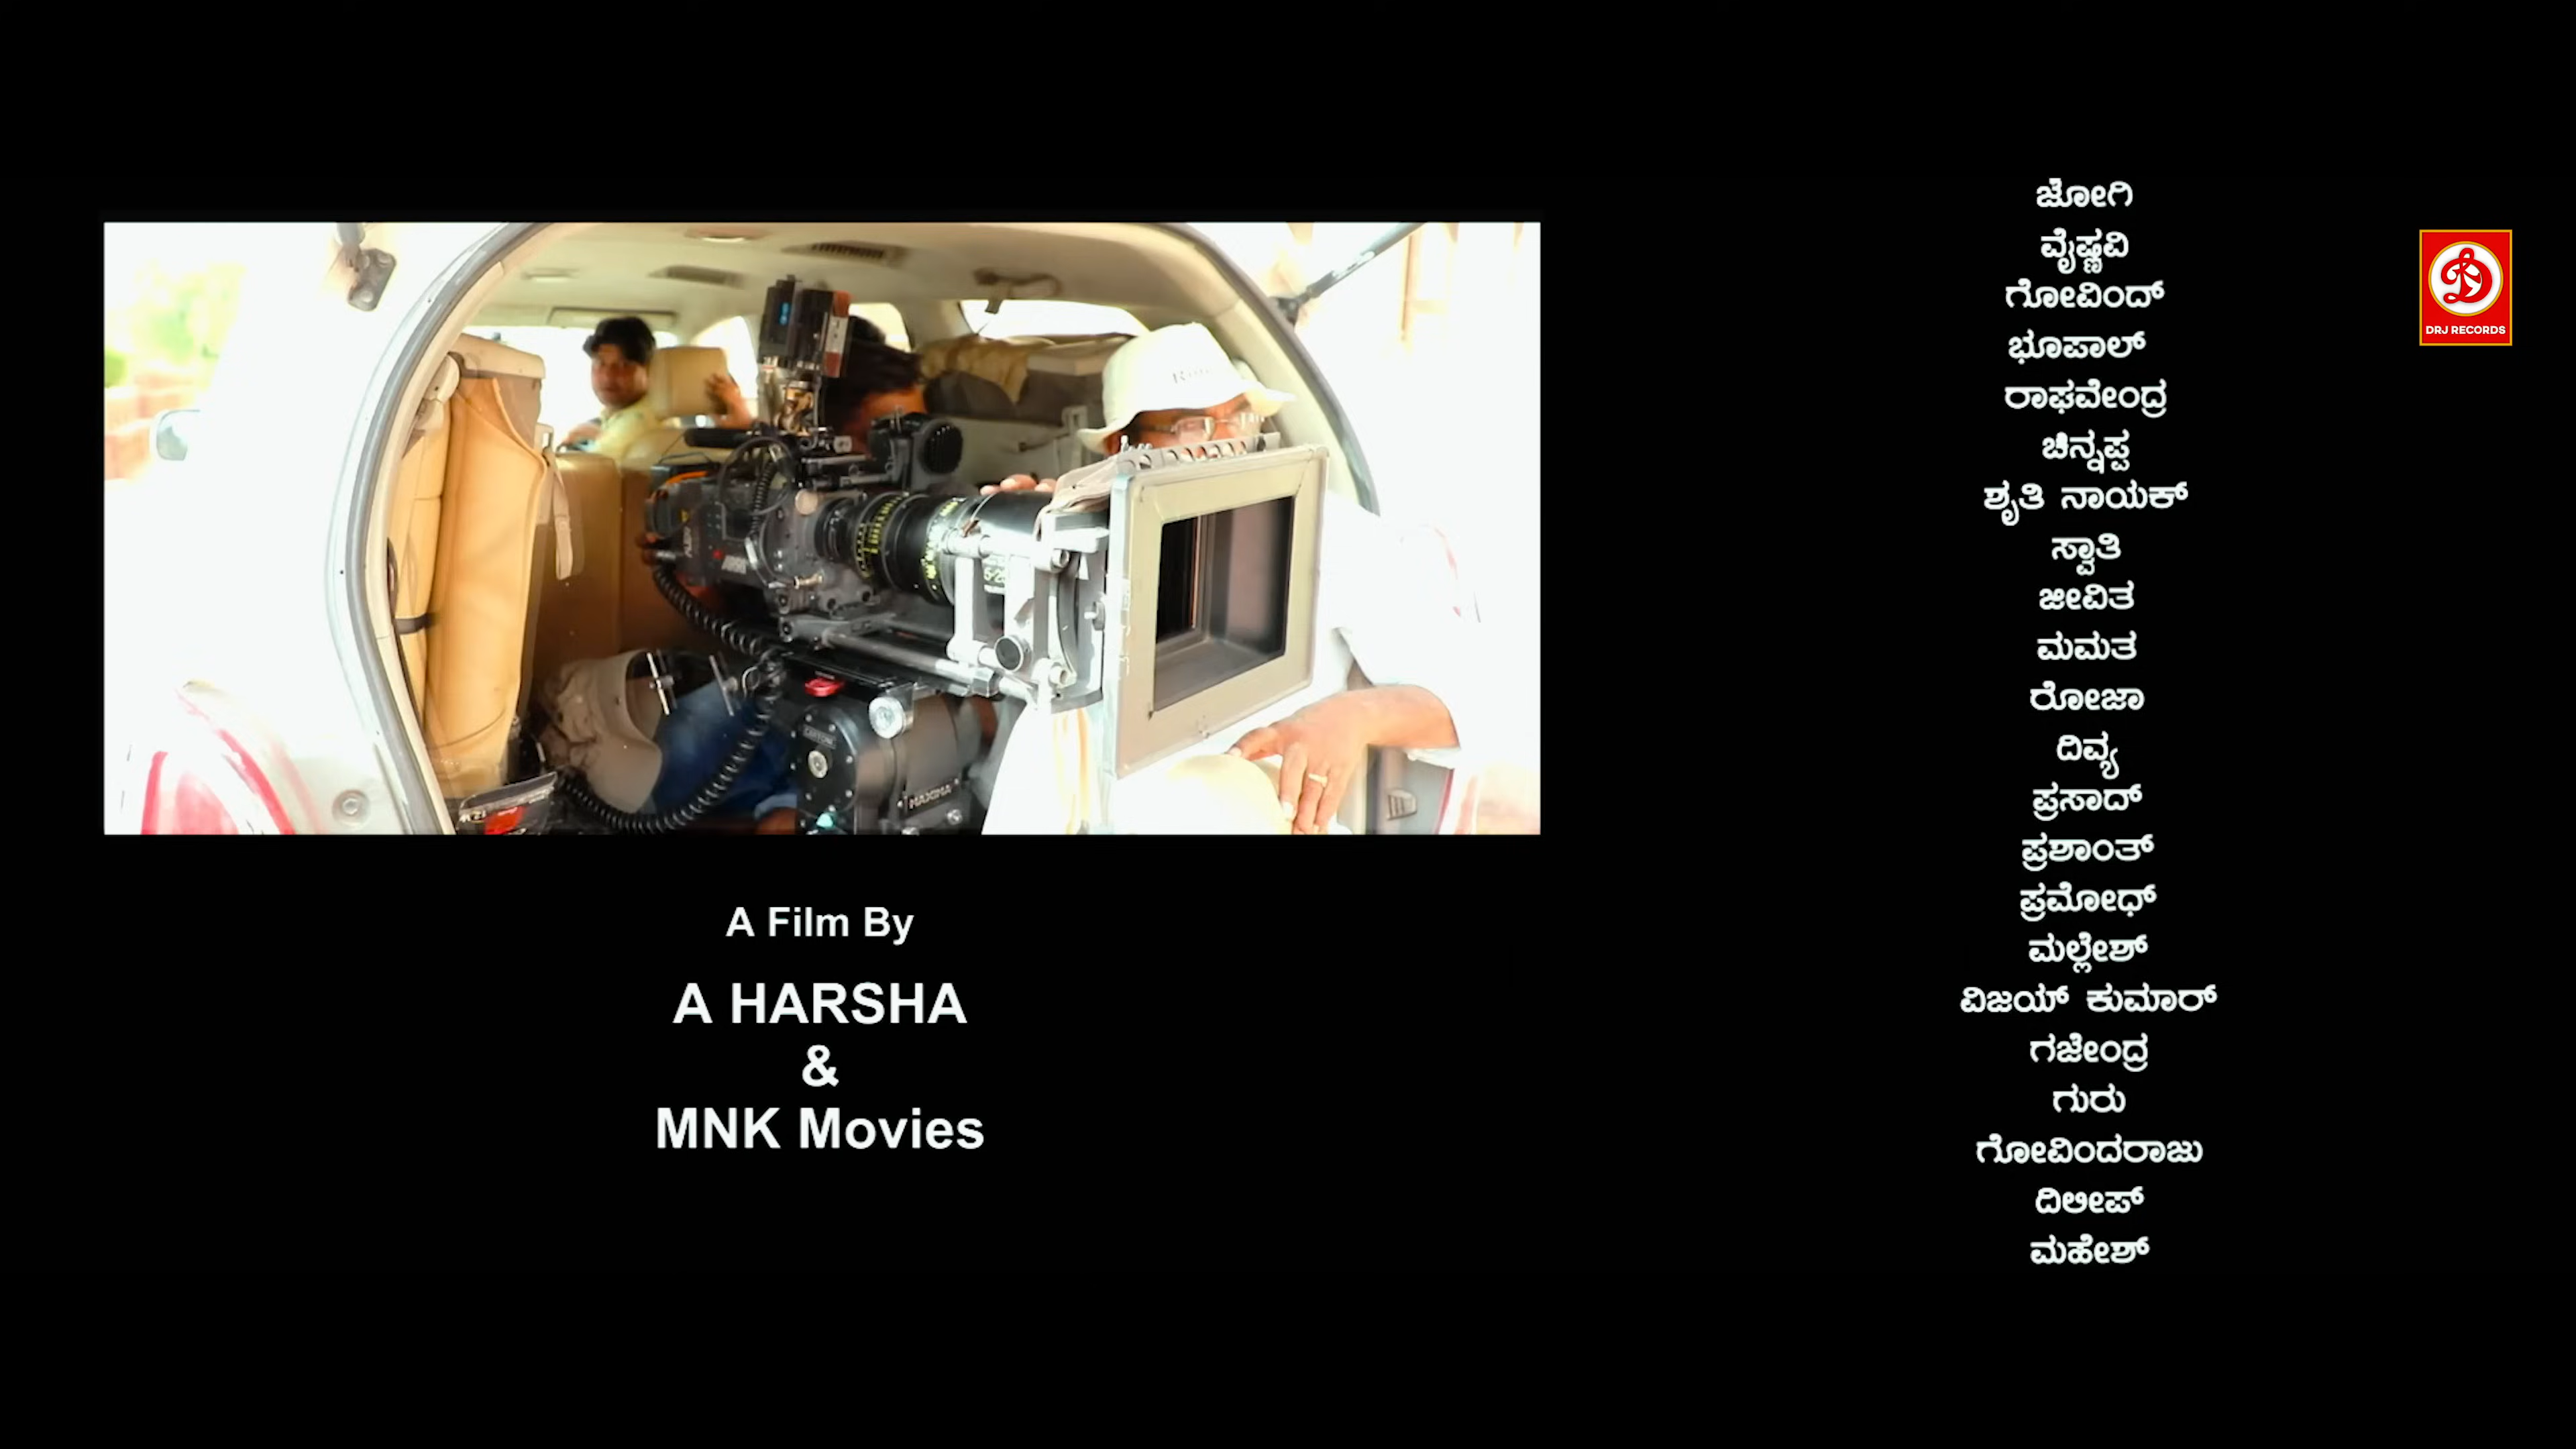 A Film By
A HARSHA
&
MNK Movies
ಜೋಗಿ
ವೈಷ್ಣವಿ
ಗೋವಿಂದ್
ಭೂಪಾಲ್
ರಾಘವೇಂದ್ರ
ಚಿನ್ನಪ್ಪ
ಶೃತಿ ನಾಯಕ್
ಸ್ವಾತಿ
ಜೀವಿತ
ಮಮತ
ರೋಜಾ
ದಿವ್ಯ
ಪ್ರಸಾದ್
ಪ್ರಶಾಂತ್
ಪ್ರಮೋಧ್
ಮಲ್ಲೇಶ್
ವಿಜಯ್ ಕುಮಾರ್
ಗಜೇಂದ್ರ
ಗುರು
ಗೋವಿಂದರಾಜು
ದಿಲೀಪ್
ಮಹೇಶ್
DRJ RECORDS
MAXIMA